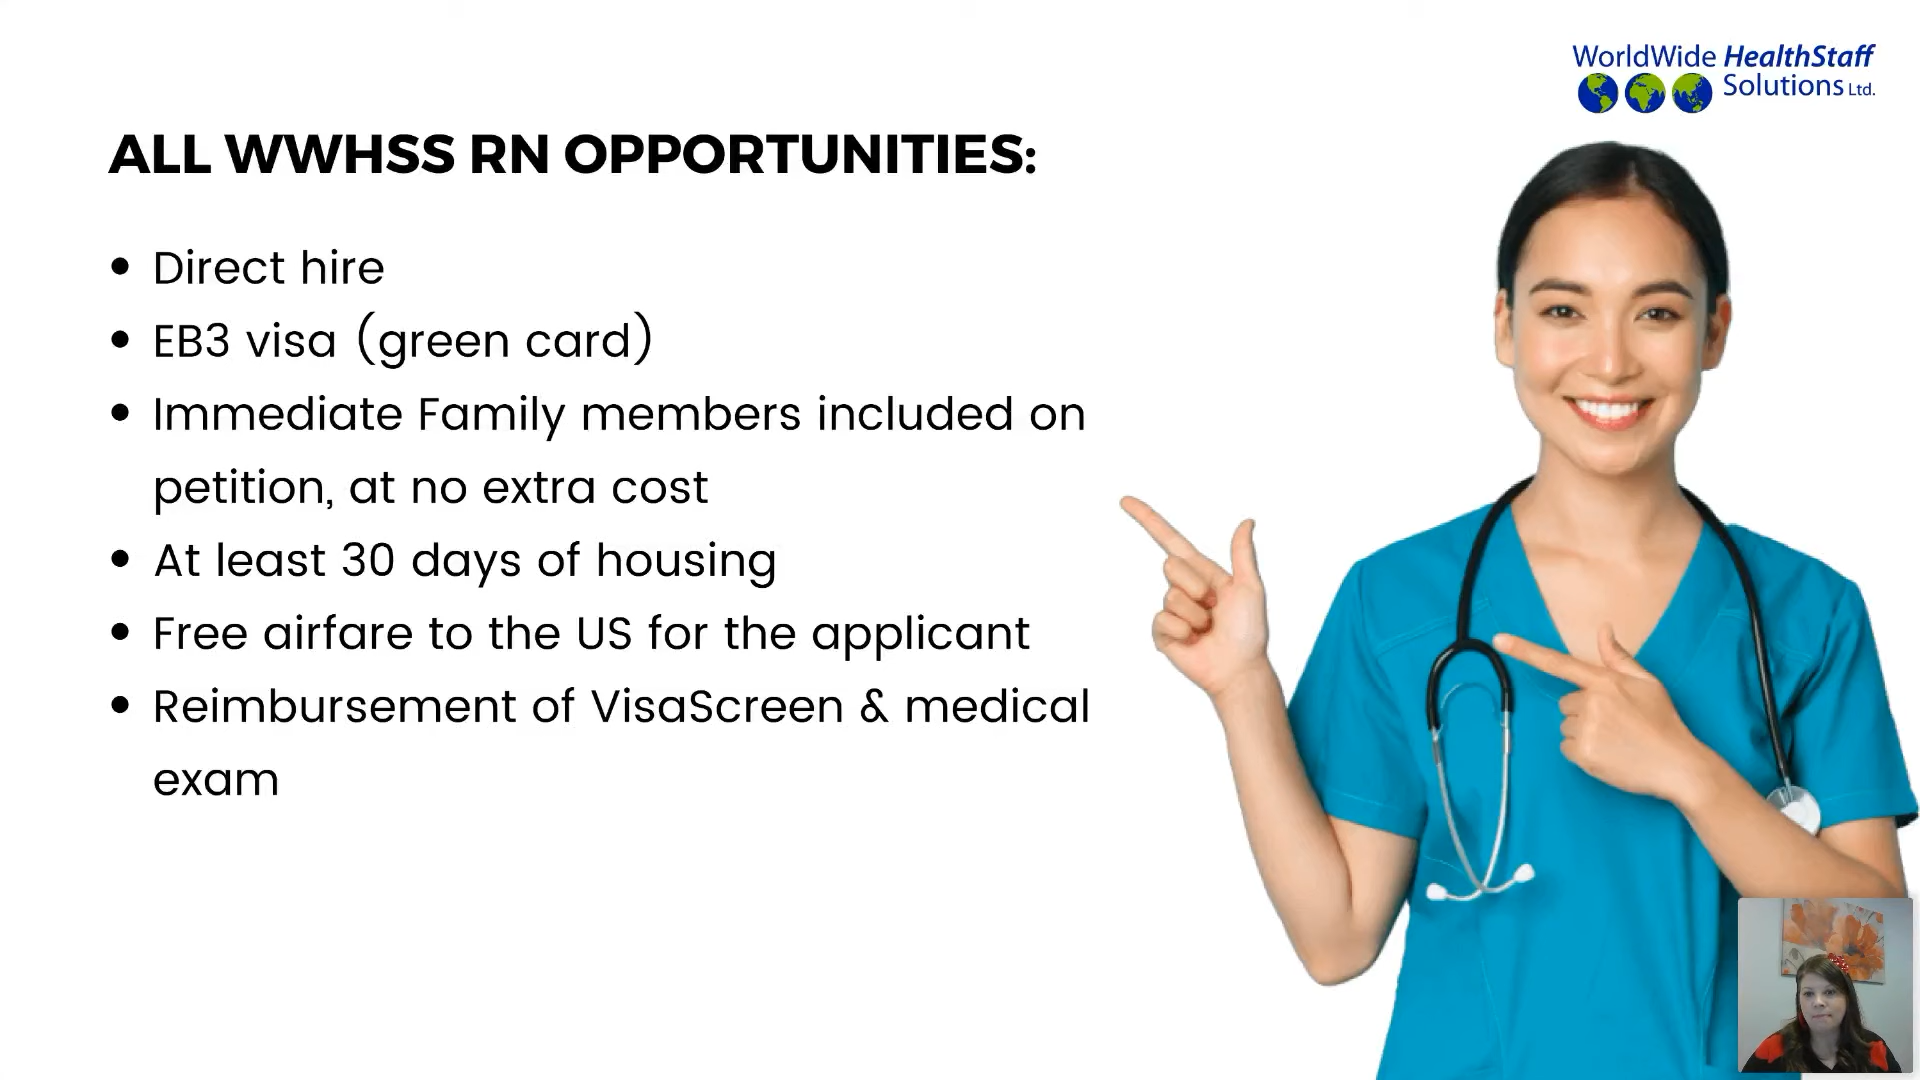 WorldWide HealthStaff
Solutions Ltd.
ALL WWHSS RN OPPORTUNITIES:
• Direct hire
• EB3 visa (green card)
• Immediate Family members included on
petition, at no extra cost
• At least 30 days of housing
• Free airfare to the US for the applicant
• Reimbursement of VisaScreen & medical
exam